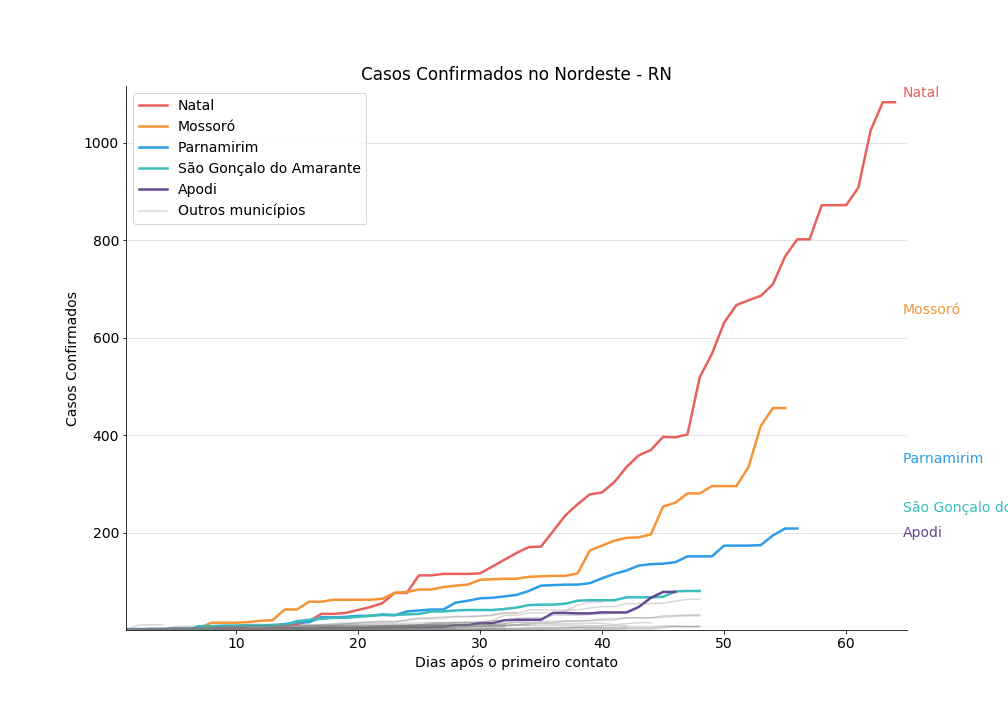 Casos Confirmados no Nordeste - RN
Natal
Mossoró
Parnamirim
São Gonçalo do Amarante
Apodi
Outros municípios
Casos Confirmados
1000
800
600
400
200
10
20
30
40
50
60
Dias após o primeiro contato
Natal
Mossoró
Parnamirim
São Gonçalo do
Apodi